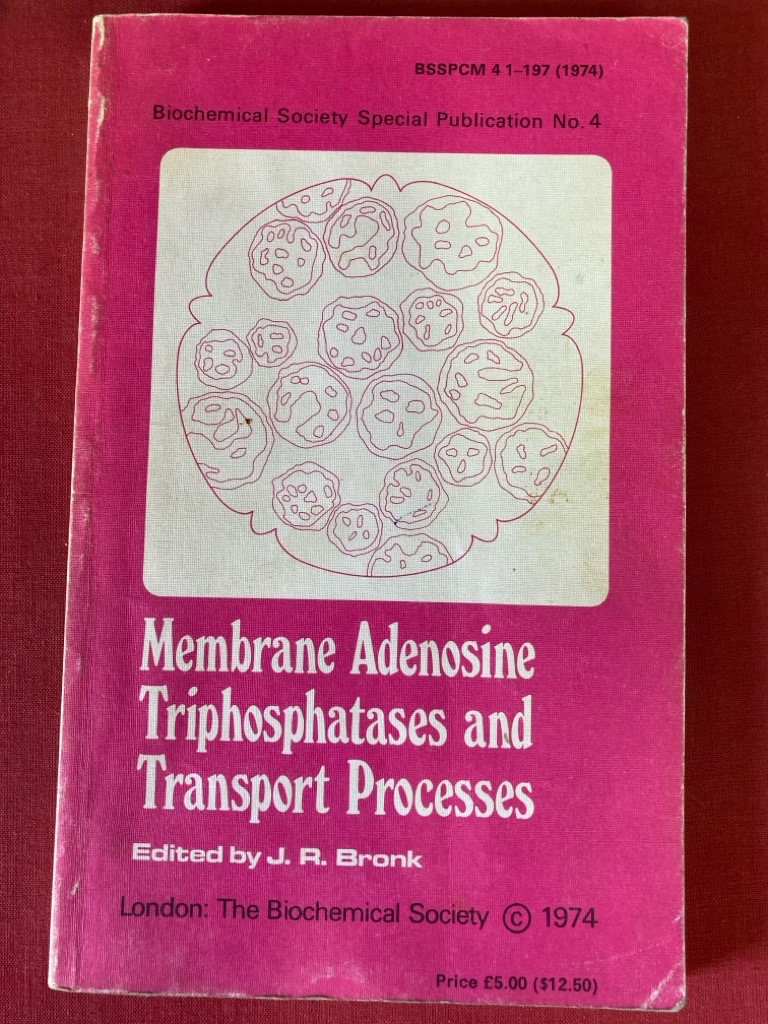 BSSPCM 4 1–197 (1974)
Biochemical Society Special Publication No. 4
Membrane Adenosine
Triphosphatases and
Transport Processes
Edited by J. R. Bronk
London: The Biochemical Society © 1974
Price £5.00 ($12.50)